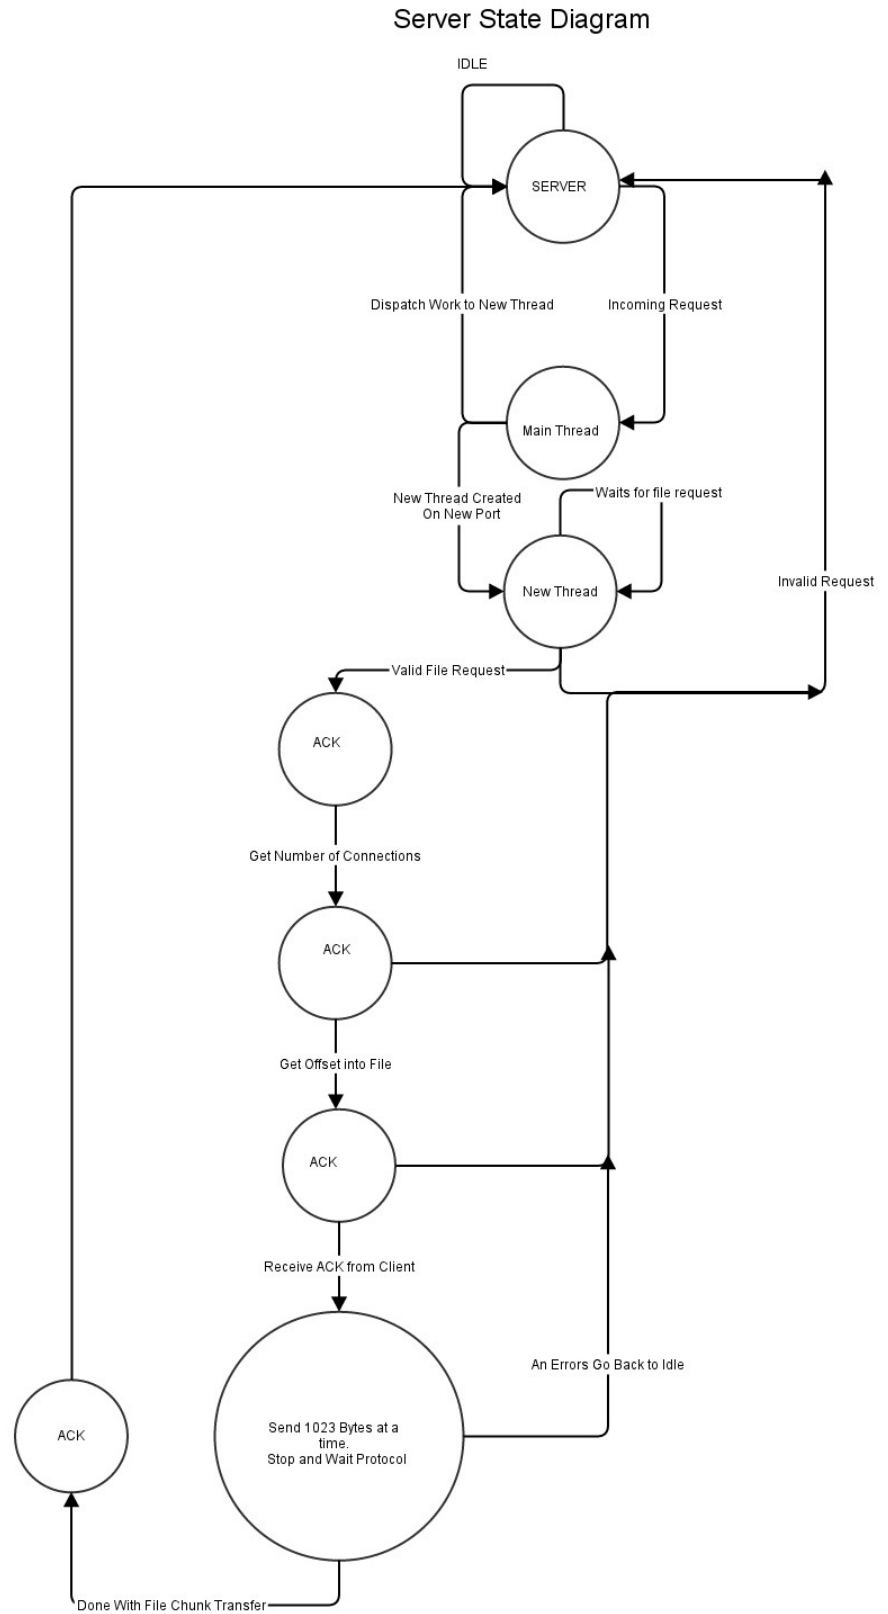 Server State Diagram
IDLE
SERVER
Dispatch Work to New Thread
Incoming Request
Main Thread
Waits for file request
New Thread Created
On New Port
Invalid Request
New Thread
Valid File Request
ACK
Get Number of Connections
ACK
Get Offset into File
ACK
Receive ACK from Client
An Errors Go Back to Idle
Send 1023 Bytes at a
time.
Stop and Wait Protocol
ACK
Done With File Chunk Transfer